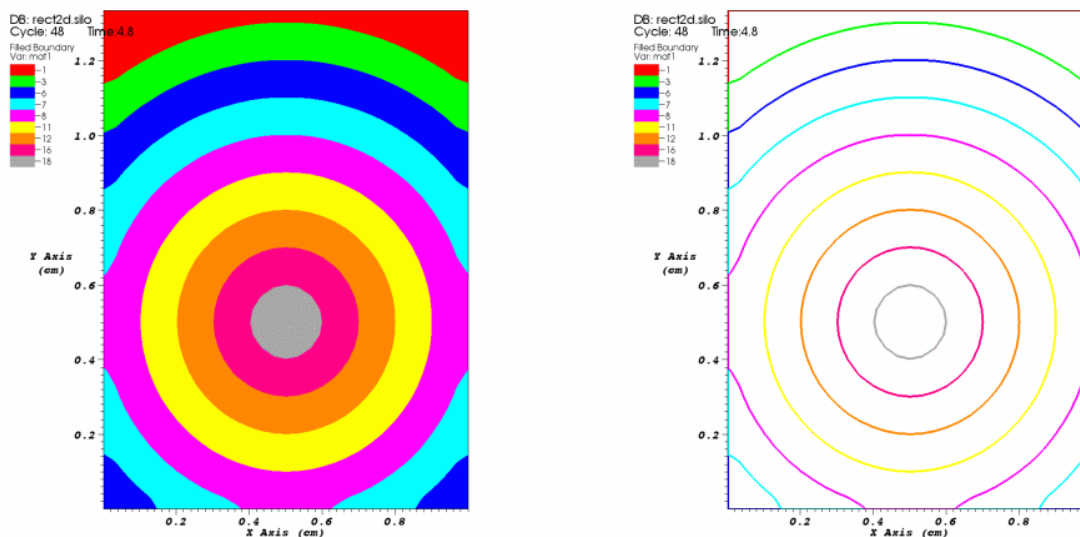 DB: rect2d.silo
Cycle: 48 Time:4.8
Filled Boundary
Var: mat1
1
3
6
7
8
11
12
16
18
1.2
1.0
0.8
0.6
0.4
0.2
Y Axis
(cm)
0.2 0.4 0.6 0.8
X Axis
(cm)
DB: rect2d.silo
Cycle: 48 Time:4.8
Filled Boundary
Var: mat1
1
3
6
7
8
11
12
16
18
1.2
1.0
0.8
0.6
0.4
0.2
Y Axis
(cm)
0.2 0.4 0.6 0.8
X Axis
(cm)